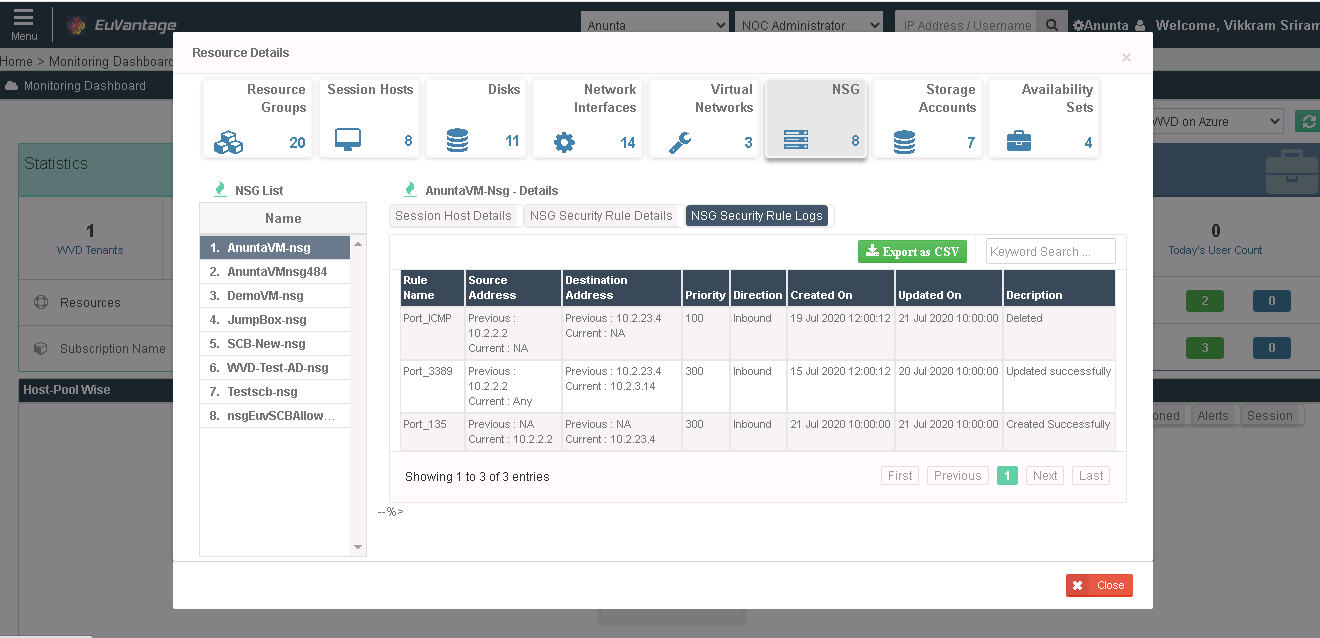 Menu
EuVantage
Anunta
NOC Administrator
IP Address / Username
Anunta
Welcome, Vikkram Sriram
Home > Monitoring Dashboard
Monitoring Dashboard
Resource Details
×
Resource
Groups
20
Session Hosts
8
Disks
11
Network
Interfaces
14
Virtual
Networks
3
NSG
8
Storage
Accounts
7
Availability
Sets
4
WVD on Azure
Statistics
1
WVD Tenants
Resources
Subscription Name
Host-Pool Wise
NSG List
Name
1. AnuntaVM-nsg
2. AnuntaVMnsg484
3. DemoVM-nsg
4. JumpBox-nsg
5. SCB-New-nsg
6. WVD-Test-AD-nsg
7. Testscb-nsg
8. nsgEuvSCBAllow...
AnuntaVM-Nsg - Details
Session Host Details
NSG Security Rule Details
NSG Security Rule Logs
Export as CSV
Keyword Search ...
Rule Name Source Address Destination Address Priority Direction Created On Updated On Decription
Port_ICMP Previous : 10.2.2.2 Current : NA Previous : 10.2.23.4 Current : NA 100 Inbound 19 Jul 2020 12:00:12 21 Jul 2020 10:00:00 Deleted
Port_3389 Previous : 10.2.2.2 Current : Any Previous : 10.2.23.4 Current : 10.2.3.14 300 Inbound 15 Jul 2020 12:00:12 20 Jul 2020 10:00:00 Updated successfully
Port_135 Previous : NA Current : 10.2.2.2 Previous : NA Current : 10.2.23.4 300 Inbound 21 Jul 2020 10:00:00 21 Jul 2020 10:00:00 Created Successfully
Showing 1 to 3 of 3 entries
First
Previous
1
Next
Last
--%>
0
Today's User Count
2
0
3
0
oned
Alerts
Session
Close